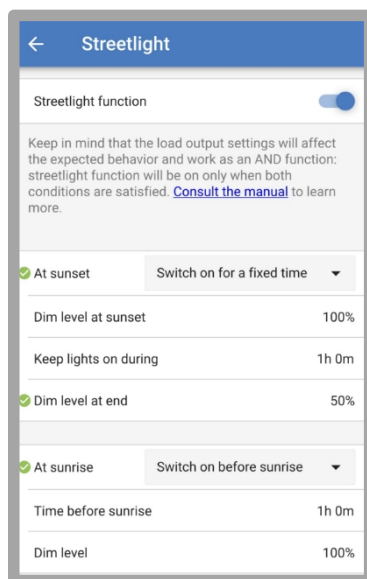 Streetlight
Streetlight function
Keep in mind that the load output settings will affect
the expected behavior and work as an AND function:
streetlight function will be on only when both
conditions are satisfied. Consult the manual to learn
more.
At sunset Switch on for a fixed time
Dim level at sunset 100%
Keep lights on during 1h 0m
Dim level at end 50%
At sunrise Switch on before sunrise
Time before sunrise 1h 0m
Dim level 100%